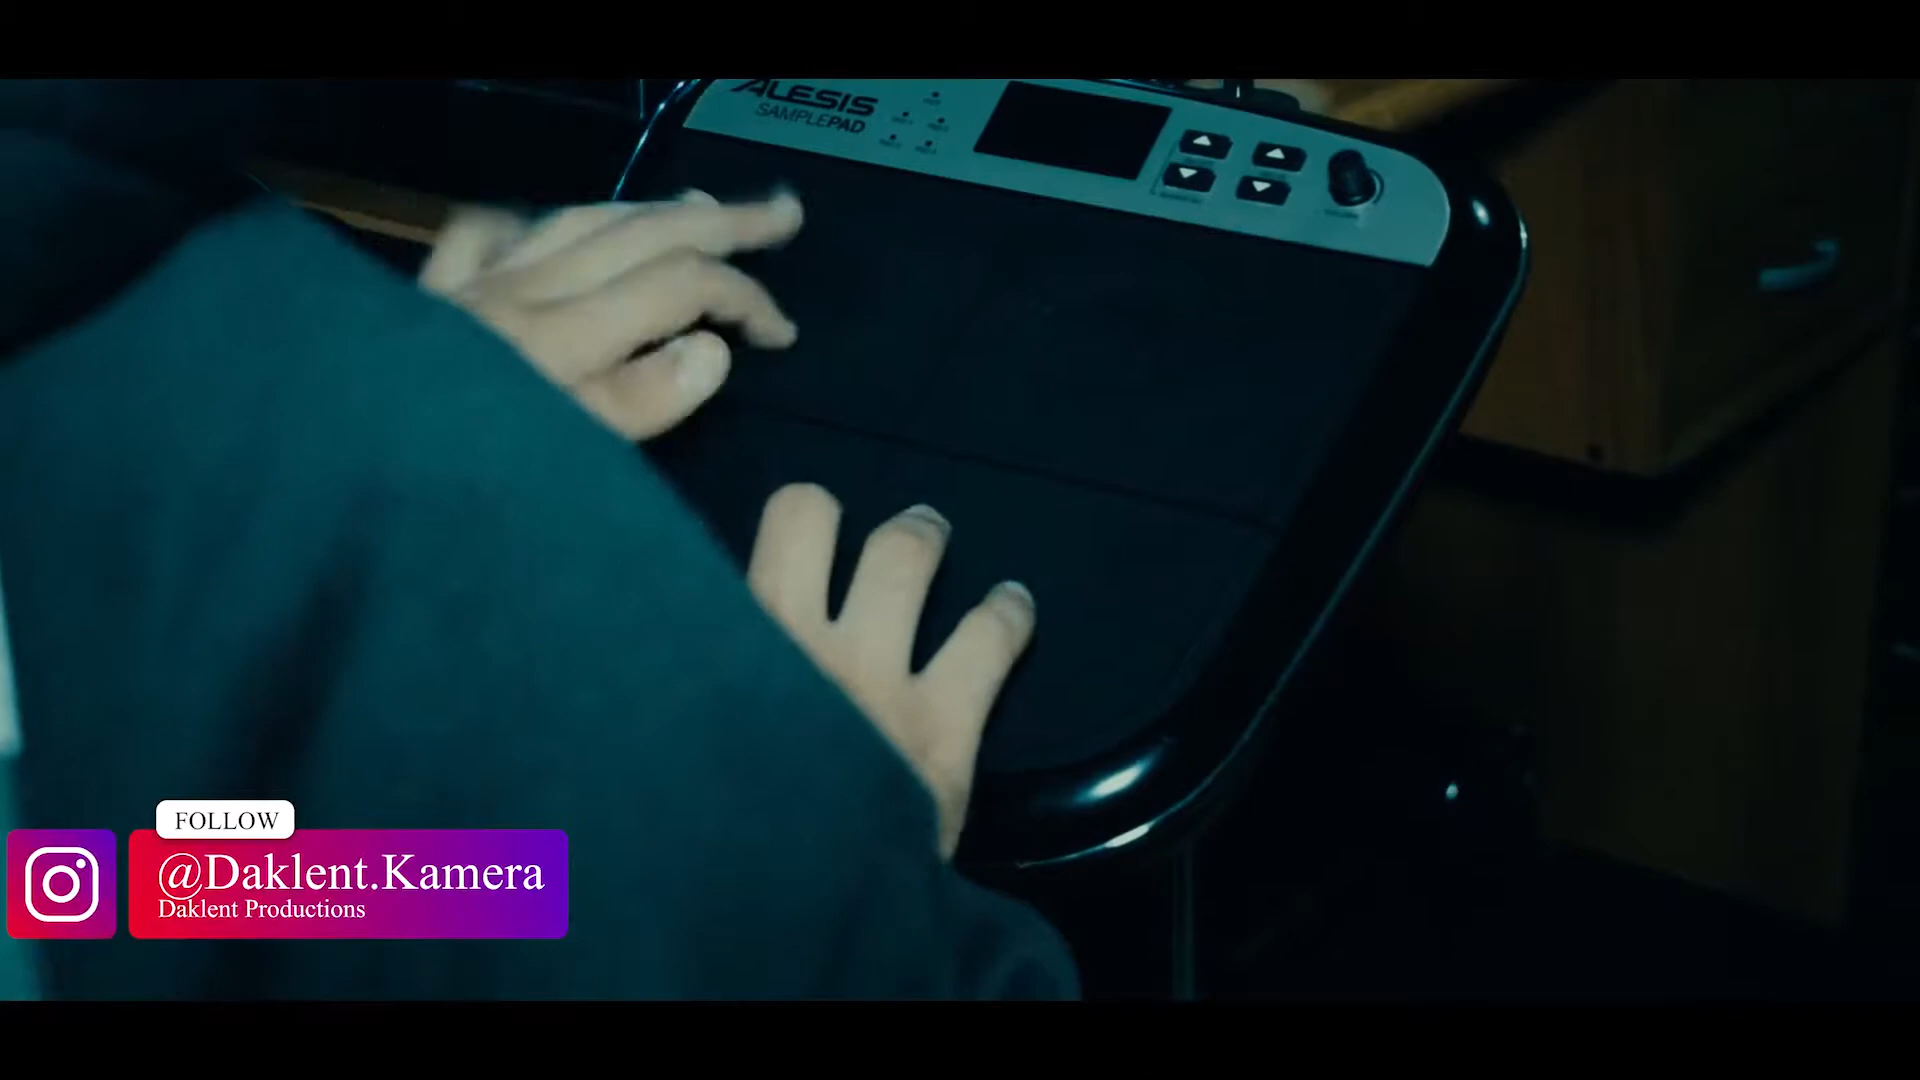 ALESIS
SAMPLEPAD
FOLLOW
@Daklent.Kamera
Daklent Productions